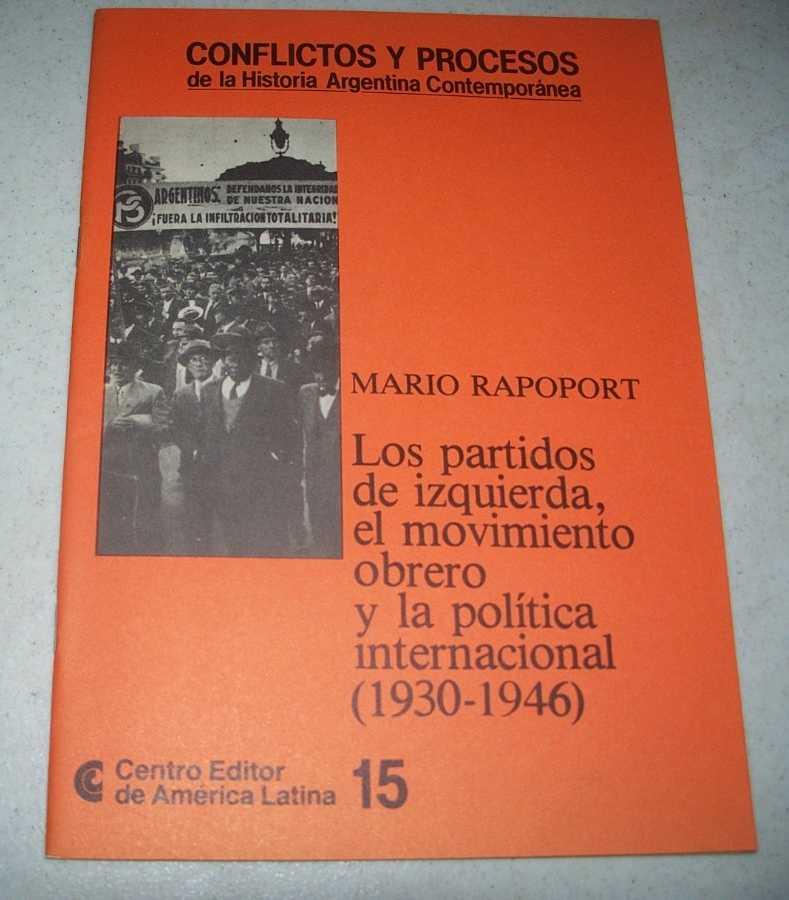 CONFLICTOS Y PROCESOS
de la Historia Argentina Contemporánea
PS
ARGENTINOS: DEFENDAMOS LA INTEGRIDAD
DE NUESTRA NACION
¡FUERA LA INFILTRACION TOTALITARIA!
MARIO RAPOPORT
Los partidos
de izquierda,
el movimiento
obrero
y la política
internacional
(1930-1946)
Centro Editor
de América Latina
15